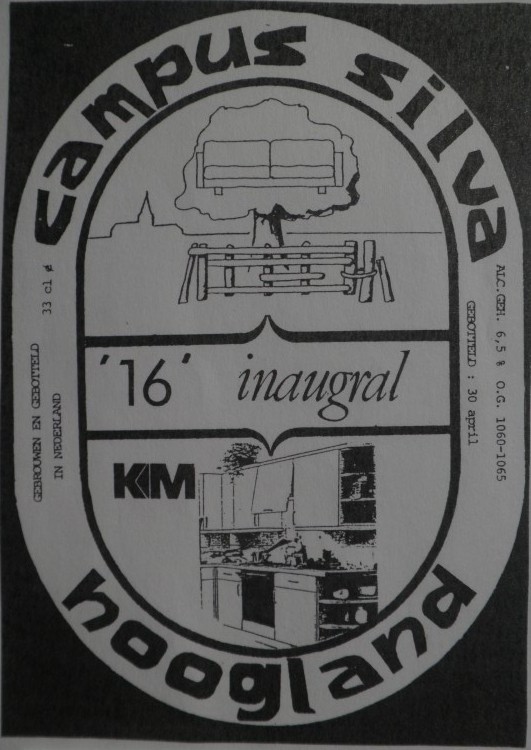 campus silva
33 cl ø
GEBROUWEN EN GEBOTTELD
IN NEDERLAND
ALC.GEH. 6,5 % O.G. 1060-1065
GEBOTTELD : 30 april
'16' inaugral
KIM
hoogland